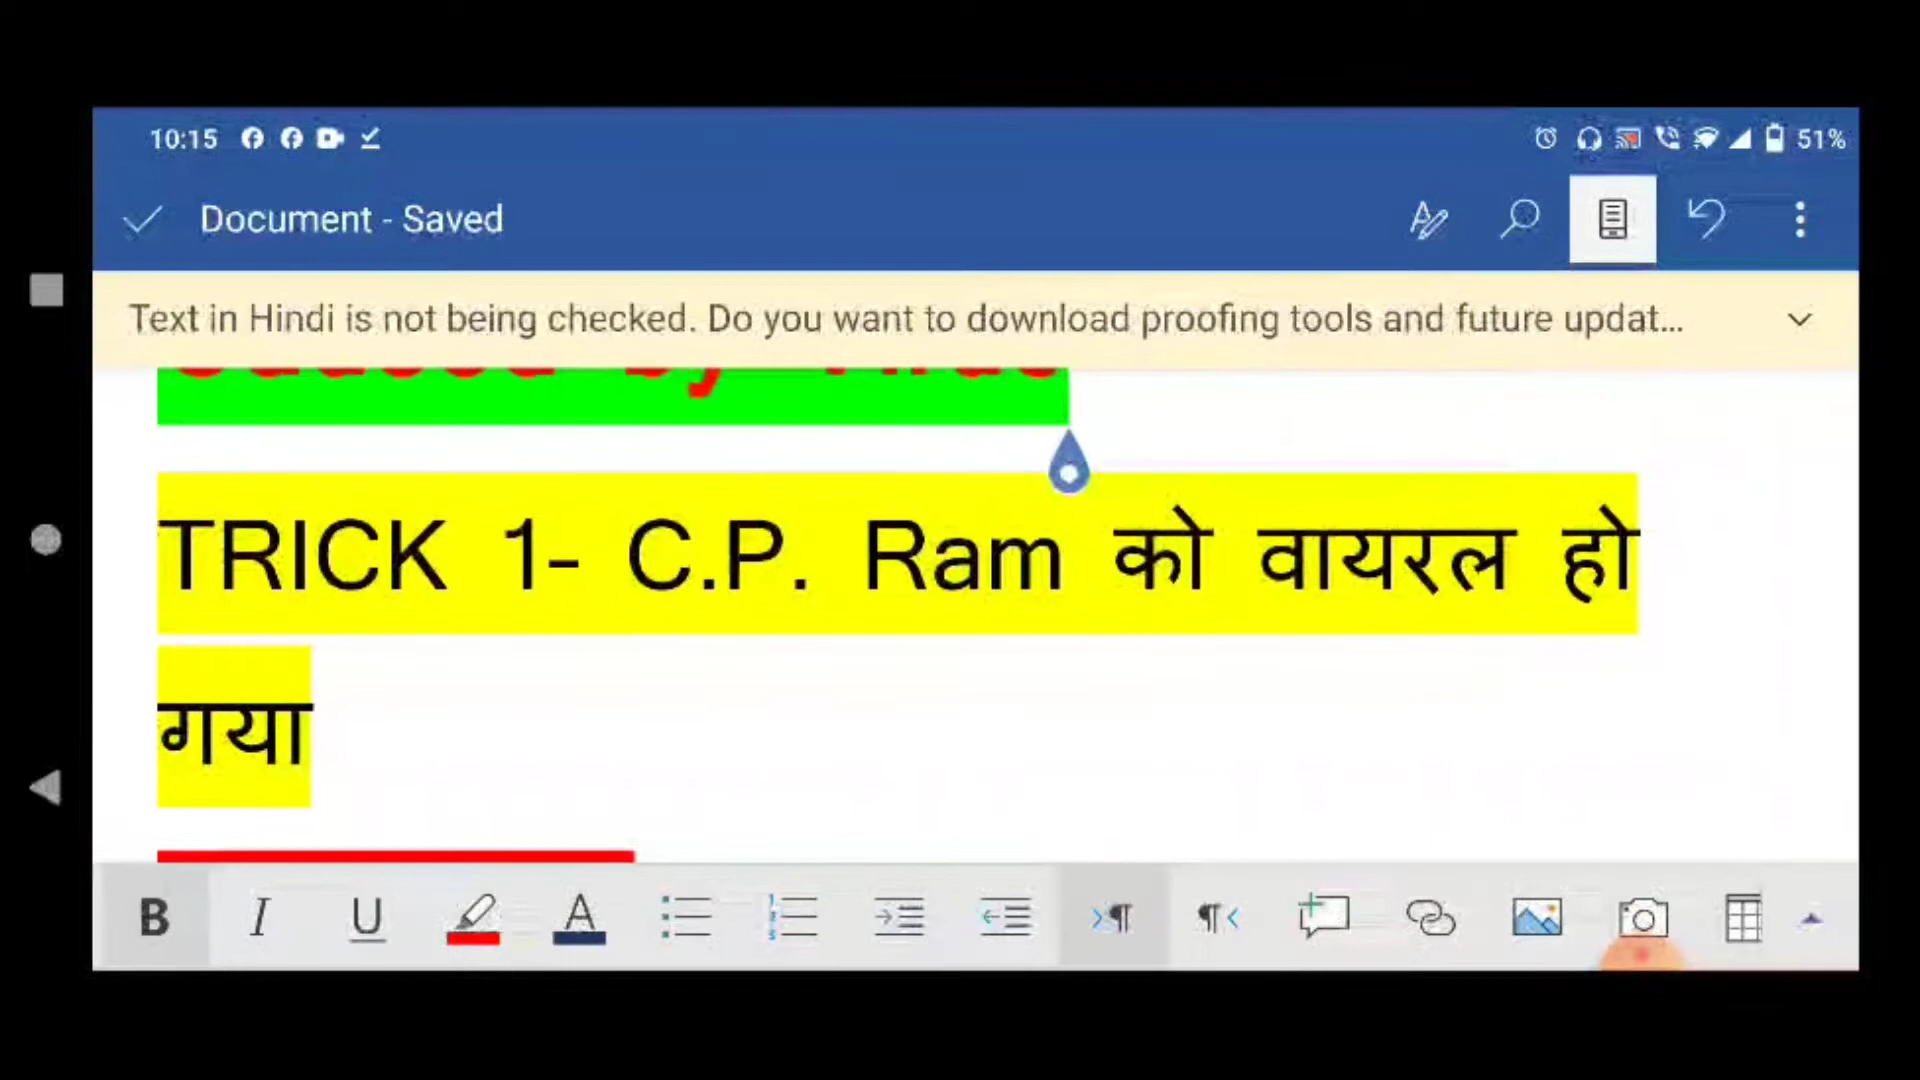 10:15 51%
Document - Saved
Text in Hindi is not being checked. Do you want to download proofing tools and future updat...
by
TRICK 1- C.P. Ram को वायरल हो
गया
B I U A